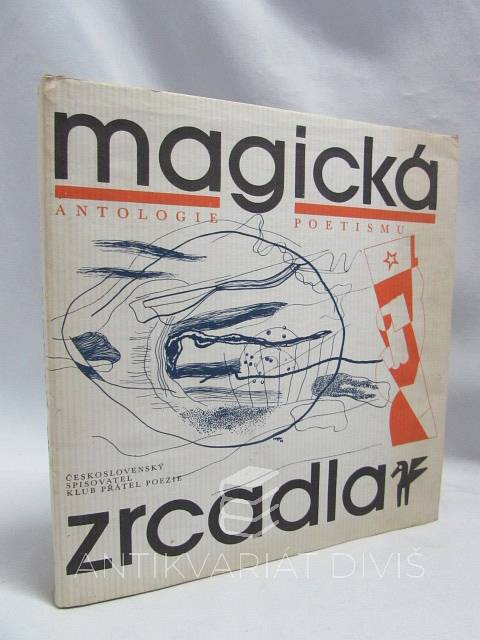 magická
ANTOLOGIE POETISMU
ČESKOSLOVENSKÝ
SPISOVATEL
KLUB PŘÁTEL POEZIE
zrcadla
ANTIKVARIÁT DIVIŠ